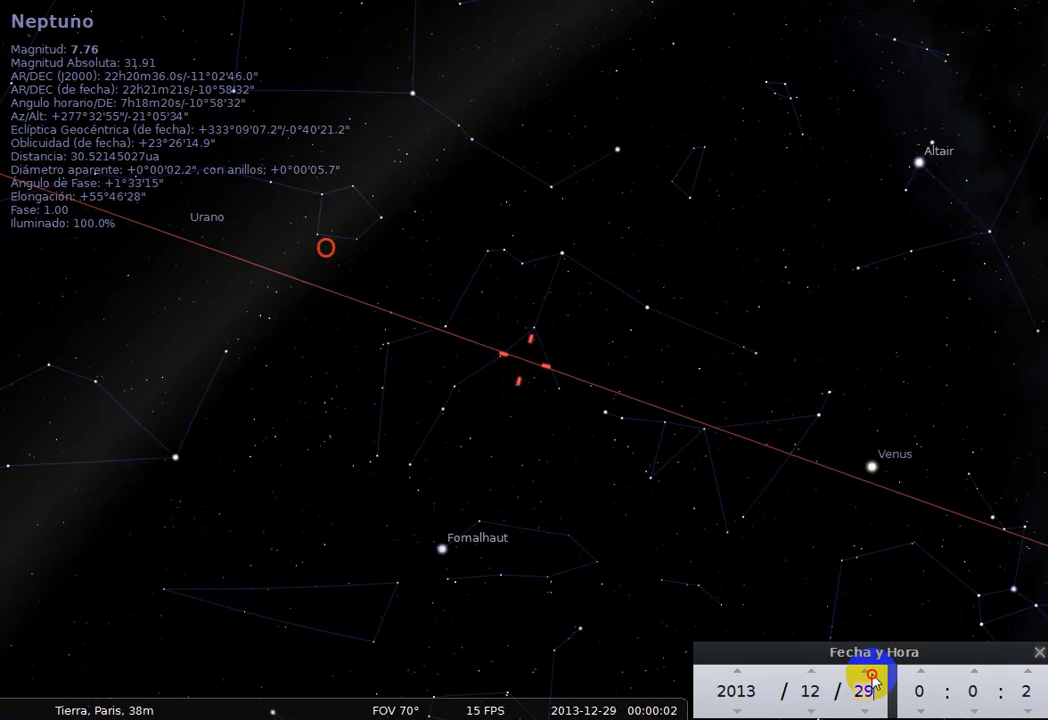 Neptuno
Magnitud: 7.76
Magnitud Absoluta: 31.91
AR/DEC (J2000): 22h20m36.0s/-11°02'46.0"
AR/DEC (de fecha): 22h21m21s/-10°58'32"
Angulo horario/DE: 7h18m20s/-10°58'32"
Az/Alt: +277°32'55"/-21°05'34"
Eclíptica Geocéntrica (de fecha): +333°09'07.2"/-0°40'21.2"
Oblicuidad (de fecha): +23°26'14.9"
Distancia: 30.52145027ua
Diámetro aparente: +0°00'02.2", con anillos: +0°00'05.7"
Ángulo de Fase: +1°33'15"
Elongación: +55°46'28"
Fase: 1.00
Iluminado: 100.0%
Altair
Urano
Venus
Fomalhaut
Fecha y Hora
2013 / 12 / 29 0 : 0 : 2
Tierra, Paris, 38m FOV 70° 15 FPS 2013-12-29 00:00:02